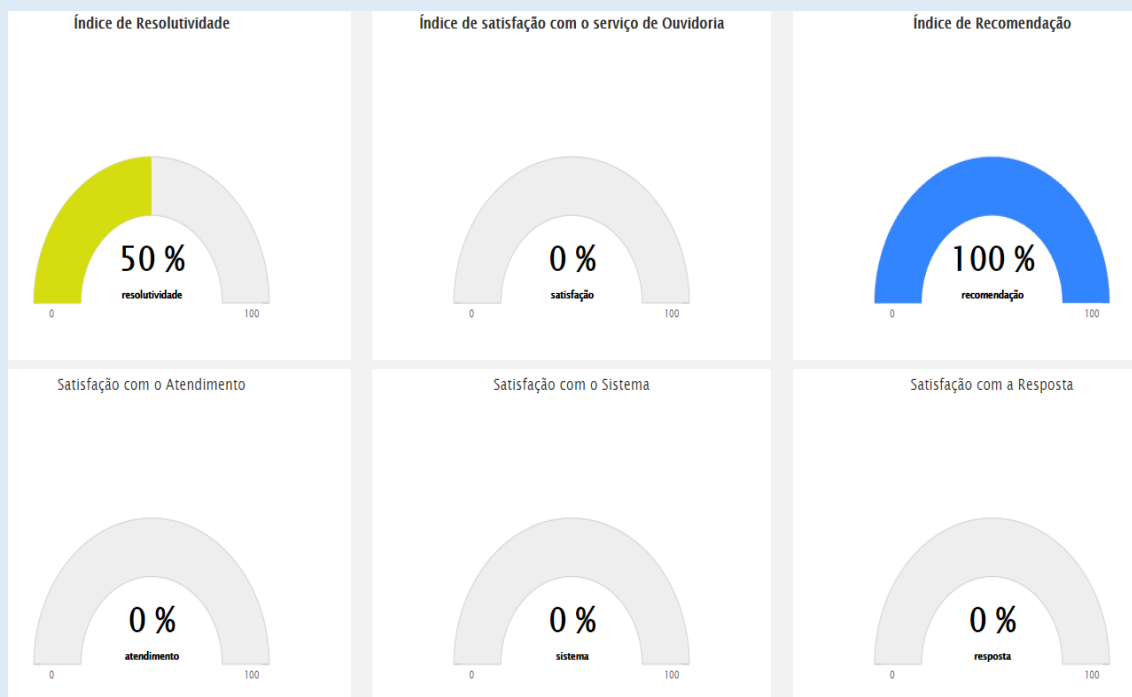 Índice de Resolutividade
Índice de satisfação com o serviço de Ouvidoria
Índice de Recomendação
50 %
resolutividade
0
100
0 %
satisfação
0
100
100 %
recomendação
0
100
Satisfação com o Atendimento
Satisfação com o Sistema
Satisfação com a Resposta
0 %
atendimento
0
100
0 %
sistema
0
100
0 %
resposta
0
100